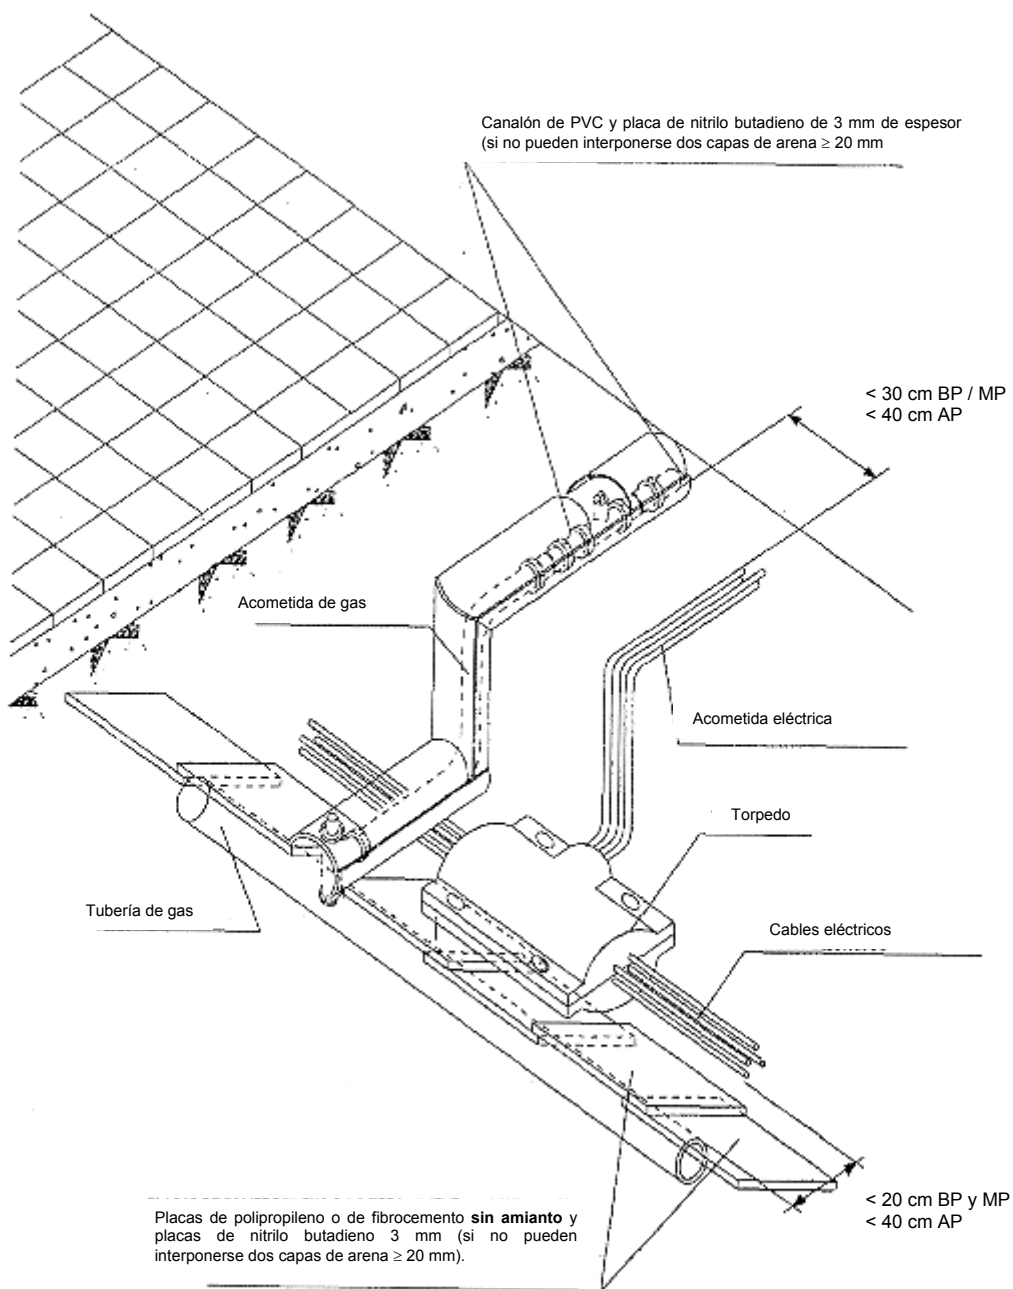 Canalón de PVC y placa de nitrilo butadieno de 3 mm de espesor
(si no pueden interponerse dos capas de arena ≥ 20 mm
< 30 cm BP / MP
< 40 cm AP
Acometida de gas
Acometida eléctrica
Torpedo
Tubería de gas
Cables eléctricos
< 20 cm BP y MP
< 40 cm AP
Placas de polipropileno o de fibrocemento sin amianto y
placas de nitrilo butadieno 3 mm (si no pueden
interponerse dos capas de arena ≥ 20 mm).